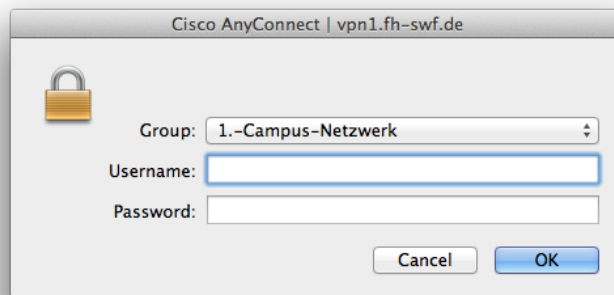 Cisco AnyConnect | vpn1.fh-swf.de
Group: 1.-Campus-Netzwerk
Username:
Password:
Cancel OK